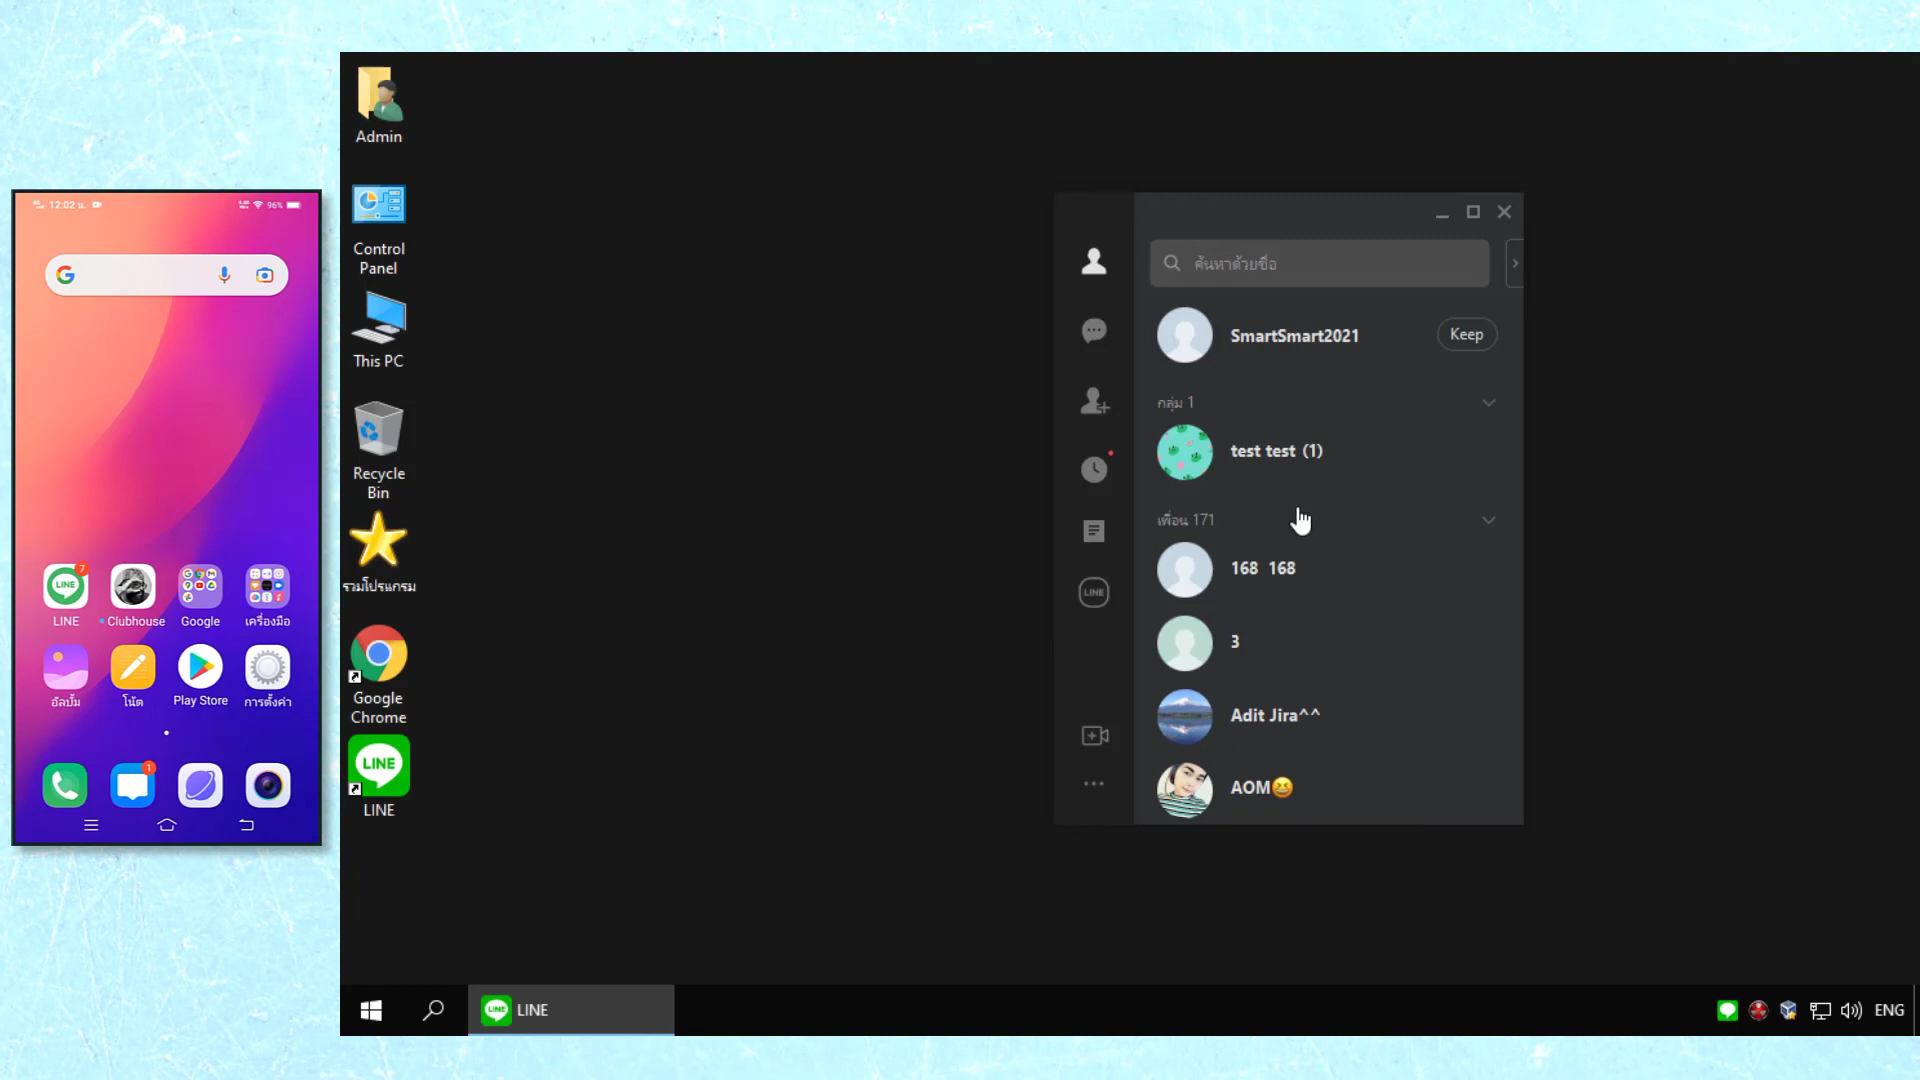 12:02 น.
96%
LINE
7
LINE
Clubhouse
Google
เครื่องมือ
อัลบั้ม
โน้ต
Play Store
การตั้งค่า
1
Admin
Control
Panel
This PC
Recycle
Bin
รวมโปรแกรม
Google
Chrome
LINE
LINE
ค้นหาด้วยชื่อ
SmartSmart2021
Keep
กลุ่ม 1
test test (1)
เพื่อน 171
168 168
3
Adit Jira^^
AOM😆
LINE
LINE
ENG